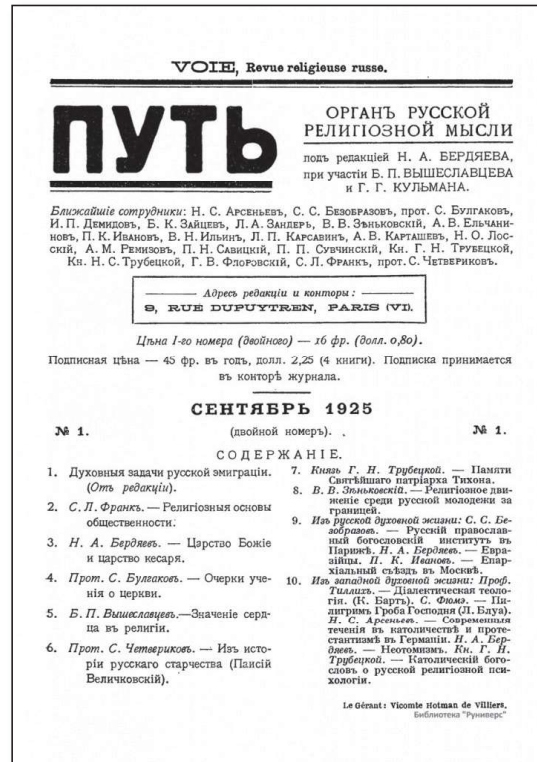 VOIE, Revue religieuse russe.
ПУТЬ
ОРГАНЪ РУССКОЙ
РЕЛИГІОЗНОЙ МЫСЛИ
подъ редакціей Н. А. БЕРДЯЕВА,
при участіи Б. П. ВЫШЕСЛАВЦЕВА
и Г. Г. КУЛЬМАНА.
Ближайшіе сотрудники: Н. С. Арсеньевъ, С. С. Безобразовъ, прот. С. Булгаковъ,
И. П. Демидовъ, Б. К. Зайцевъ, Л. А. Зандеръ, В. В. Зѣньковскій, А. В. Ельчани-
новъ, П. К. Ивановъ, В. Н. Ильинъ, Л. П. Карсавинъ, А. В. Карташевъ, Н. О. Лос-
скій, А. М. Ремизовъ, П. Н. Савицкій, П. П. Сувчинскій, Кн. Г. Н. Трубецкой,
Кн. Н. С. Трубецкой, Г. В. Флоровскій, С. Л. Франкъ, прот. С. Четвериковъ.
Адресъ редакціи и конторы :
9, RUE DUPUYTREN, PARIS (VI).
Цѣна 1-го номера (двойного) — 16 фр. (долл. 0,80).
Подписная цѣна — 45 фр. въ годъ, долл. 2,25 (4 книги). Подписка принимается
въ конторѣ журнала.
СЕНТЯБРЬ 1925
№ 1. (двойной номеръ). № 1.
СОДЕРЖАНІЕ.
1. Духовныя задачи русской эмиграціи.
(Отъ редакціи).
2. С. Л. Франкъ. — Религіозныя основы
общественности.
3. Н. А. Бердяевъ. — Царство Божіе
и царство кесаря.
4. Прот. С. Булгаковъ. — Очерки уче-
нія о церкви.
5. Б. П. Вышеславцевъ.—Значеніе серд-
ца въ религіи.
6. Прот. С. Четвериковъ. — Изъ ист-
оріи русскаго старчества (Паисій
Величковскій).
7. Князь Г. Н. Трубецкой. — Памяти
Святѣйшаго патріарха Тихона.
8. В. В. Зѣньковскій. — Религіозное дви-
женіе среди русской молодежи за
границей.
9. Изъ русской духовной жизни: С. С. Бе-
зобразовъ. — Русскій православ-
ный богословскій институтъ въ
Парижѣ. Н. А. Бердяевъ. — Евра-
зійцы. П. К. Ивановъ. — Епар-
хіальный съѣздъ въ Москвѣ.
10. Изъ западной духовной жизни: Проф.
Тиллихъ. — Діалектическая теоло-
гія. (К. Бартъ). С. Фюмэ. — Пи-
лигримъ Гроба Господня (Л. Блуа).
Н. С. Арсеньевъ. — Современныя
теченія въ католичествѣ и проте-
стантизмѣ въ Германіи. Н. А. Бер-
дяевъ. — Неотомизмъ. Кн. Г. Н.
Трубецкой. — Католическій бого-
словъ о русской религіозной пси-
хологіи.
Le Gérant : Vicomte Hotman de Villiers.
Библиотека "Руниверс"